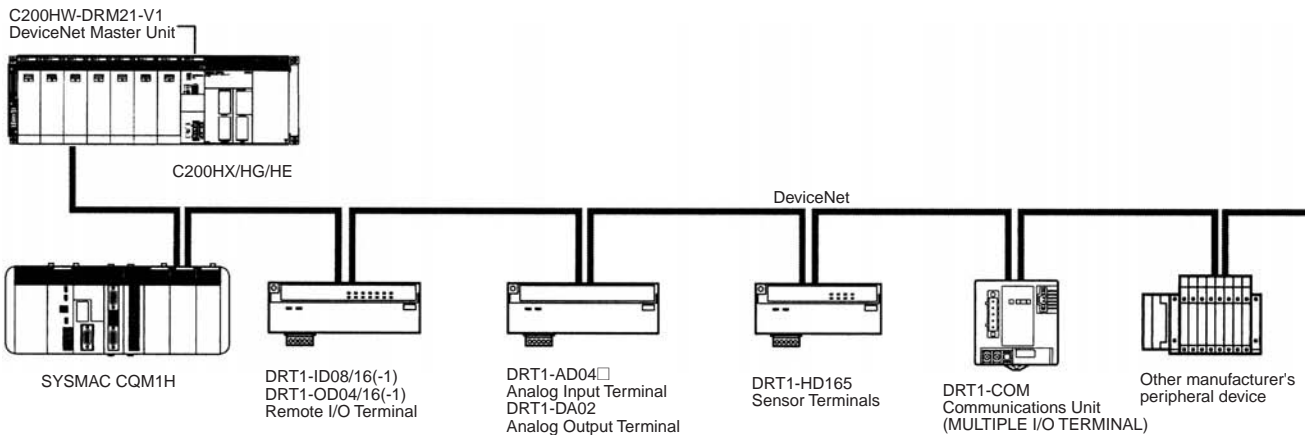 C200HW-DRM21-V1
DeviceNet Master Unit
C200HX/HG/HE
DeviceNet
SYSMAC CQM1H
DRT1-ID08/16(-1)
DRT1-OD04/16(-1)
Remote I/O Terminal
DRT1-AD04□
Analog Input Terminal
DRT1-DA02
Analog Output Terminal
DRT1-HD165
Sensor Terminals
DRT1-COM
Communications Unit
(MULTIPLE I/O TERMINAL)
Other manufacturer's
peripheral device